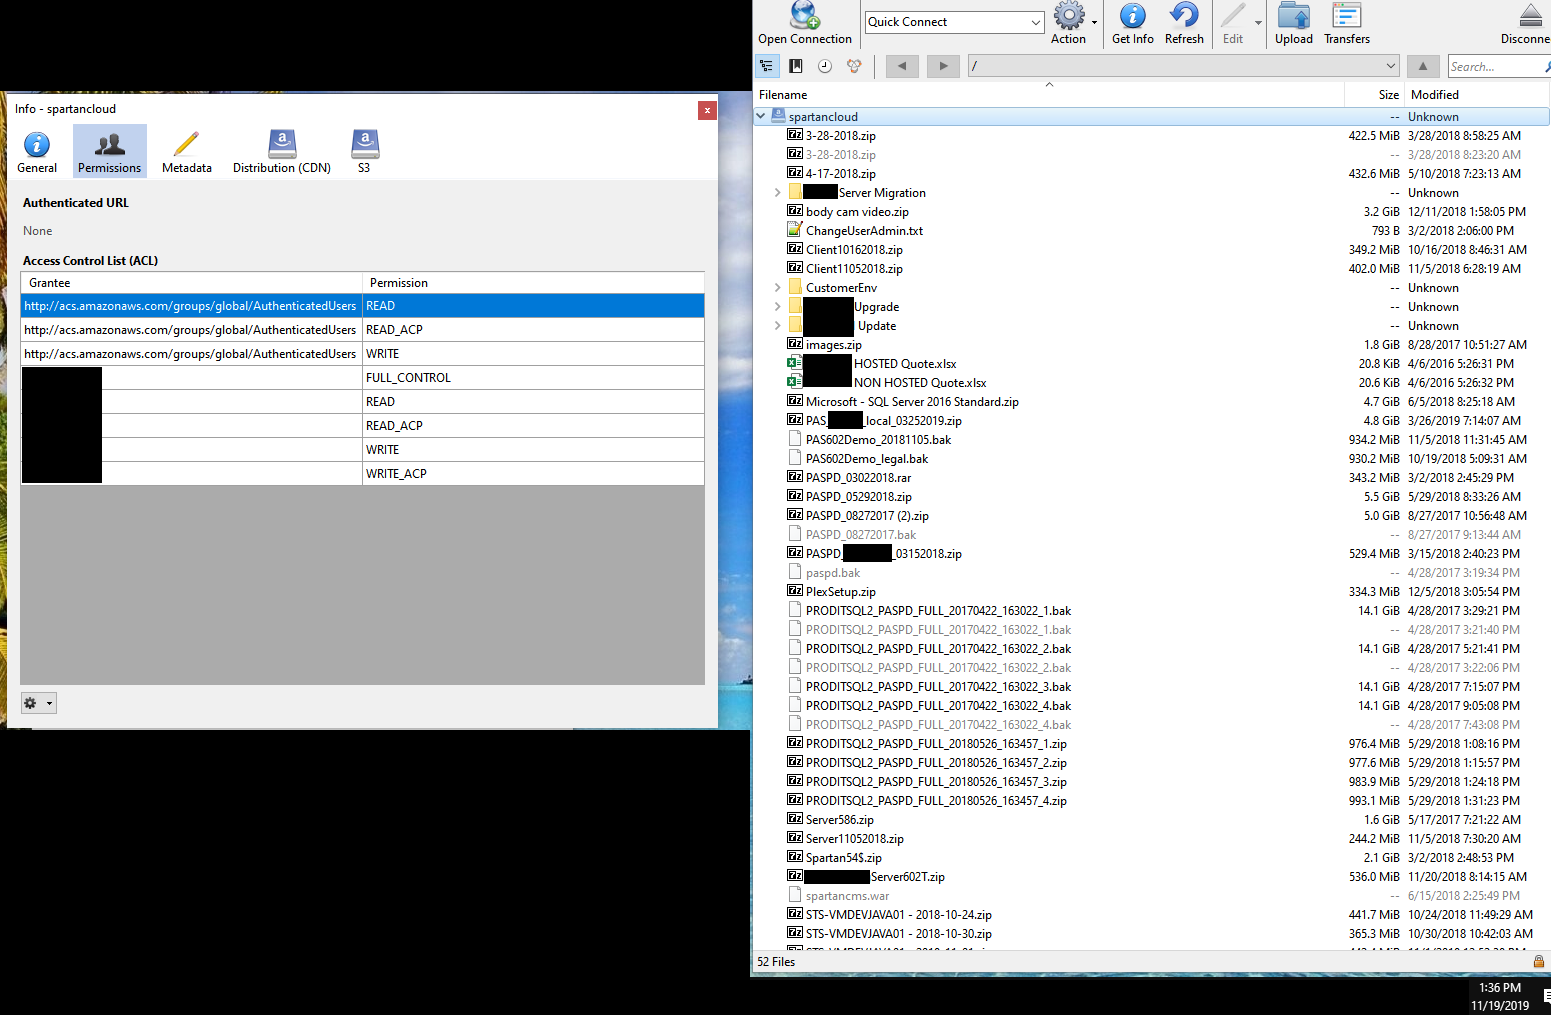 Info - spartancloud
x
General
Permissions
Metadata
Distribution (CDN)
S3
Authenticated URL
None
Access Control List (ACL)
Grantee Permission
http://acs.amazonaws.com/groups/global/AuthenticatedUsers READ
http://acs.amazonaws.com/groups/global/AuthenticatedUsers READ_ACP
http://acs.amazonaws.com/groups/global/AuthenticatedUsers WRITE
FULL_CONTROL
READ
READ_ACP
WRITE
WRITE_ACP
Open Connection
Quick Connect
Action
Get Info
Refresh
Edit
Upload
Transfers
Disconne
/
Search...
Filename Size Modified
spartancloud -- Unknown
3-28-2018.zip 422.5 MiB 3/28/2018 8:58:25 AM
3-28-2018.zip -- 3/28/2018 8:23:20 AM
4-17-2018.zip 432.6 MiB 5/10/2018 7:23:13 AM
Server Migration -- Unknown
body cam video.zip 3.2 GiB 12/11/2018 1:58:05 PM
ChangeUserAdmin.txt 793 B 3/2/2018 2:06:00 PM
Client10162018.zip 349.2 MiB 10/16/2018 8:46:31 AM
Client11052018.zip 402.0 MiB 11/5/2018 6:28:19 AM
CustomerEnv -- Unknown
Upgrade -- Unknown
Update -- Unknown
images.zip 1.8 GiB 8/28/2017 10:51:27 AM
HOSTED Quote.xlsx 20.8 KiB 4/6/2016 5:26:31 PM
NON HOSTED Quote.xlsx 20.6 KiB 4/6/2016 5:26:32 PM
Microsoft - SQL Server 2016 Standard.zip 4.7 GiB 6/5/2018 8:25:18 AM
PAS_ _local_03252019.zip 4.8 GiB 3/26/2019 7:14:07 AM
PAS602Demo_20181105.bak 934.2 MiB 11/5/2018 11:31:45 AM
PAS602Demo_legal.bak 930.2 MiB 10/19/2018 5:09:31 AM
PASPD_03022018.rar 343.2 MiB 3/2/2018 2:45:29 PM
PASPD_05292018.zip 5.5 GiB 5/29/2018 8:33:26 AM
PASPD_08272017 (2).zip 5.0 GiB 8/27/2017 10:56:48 AM
PASPD_08272017.bak -- 8/27/2017 9:13:44 AM
PASPD_ _03152018.zip 529.4 MiB 3/15/2018 2:40:23 PM
paspd.bak -- 4/28/2017 3:19:34 PM
PlexSetup.zip 334.3 MiB 12/5/2018 3:05:54 PM
PRODITSQL2_PASPD_FULL_20170422_163022_1.bak 14.1 GiB 4/28/2017 3:29:21 PM
PRODITSQL2_PASPD_FULL_20170422_163022_1.bak -- 4/28/2017 3:21:40 PM
PRODITSQL2_PASPD_FULL_20170422_163022_2.bak 14.1 GiB 4/28/2017 5:21:41 PM
PRODITSQL2_PASPD_FULL_20170422_163022_2.bak -- 4/28/2017 3:22:06 PM
PRODITSQL2_PASPD_FULL_20170422_163022_3.bak 14.1 GiB 4/28/2017 7:15:07 PM
PRODITSQL2_PASPD_FULL_20170422_163022_4.bak 14.1 GiB 4/28/2017 9:05:08 PM
PRODITSQL2_PASPD_FULL_20170422_163022_4.bak -- 4/28/2017 7:43:08 PM
PRODITSQL2_PASPD_FULL_20180526_163457_1.zip 976.4 MiB 5/29/2018 1:08:16 PM
PRODITSQL2_PASPD_FULL_20180526_163457_2.zip 977.6 MiB 5/29/2018 1:15:57 PM
PRODITSQL2_PASPD_FULL_20180526_163457_3.zip 983.9 MiB 5/29/2018 1:24:18 PM
PRODITSQL2_PASPD_FULL_20180526_163457_4.zip 993.1 MiB 5/29/2018 1:31:23 PM
Server586.zip 1.6 GiB 5/17/2017 7:21:22 AM
Server11052018.zip 244.2 MiB 11/5/2018 7:30:20 AM
Spartan54$.zip 2.1 GiB 3/2/2018 2:48:53 PM
Server602T.zip 536.0 MiB 11/20/2018 8:14:15 AM
spartancms.war -- 6/15/2018 2:25:49 PM
STS-VMDEVJAVA01 - 2018-10-24.zip 441.7 MiB 10/24/2018 11:49:29 AM
STS-VMDEVJAVA01 - 2018-10-30.zip 365.3 MiB 10/30/2018 10:42:03 AM
52 Files
1:36 PM
11/19/2019